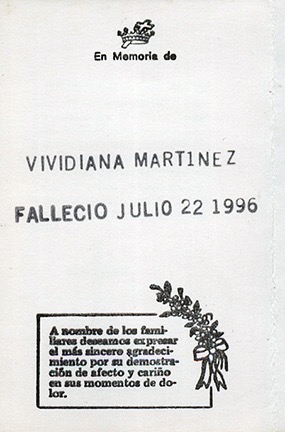 En Memoria de
VIVIDIANA MARTINEZ
FALLECIO JULIO 22 1996
A nombre de los fami-
liares deseamos expresar
el más sincero agradeci-
miento por su demostra-
ción de afecto y cariño
en sus momentos de do-
lor.